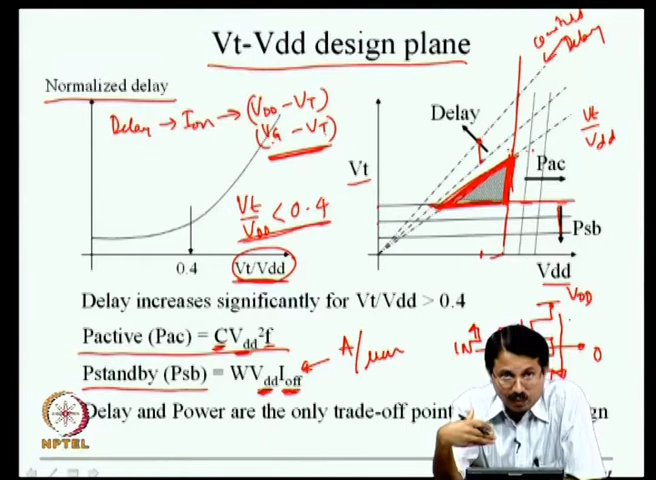 Vt-Vdd design plane
Normalized delay
Delay → Ion → (VDD - VT)
(VG - VT)
Vt/VDD < 0.4
0.4
Vt/Vdd
Delay
Vt/Vdd
Vt
Pac
Psb
Vdd
VDD
IN
O
Delay increases significantly for Vt/Vdd > 0.4
Pactive (Pac) = CVdd²f
Pstandby (Psb) = WVddIoff
A/μm
Delay and Power are the only trade-off point
NPTEL